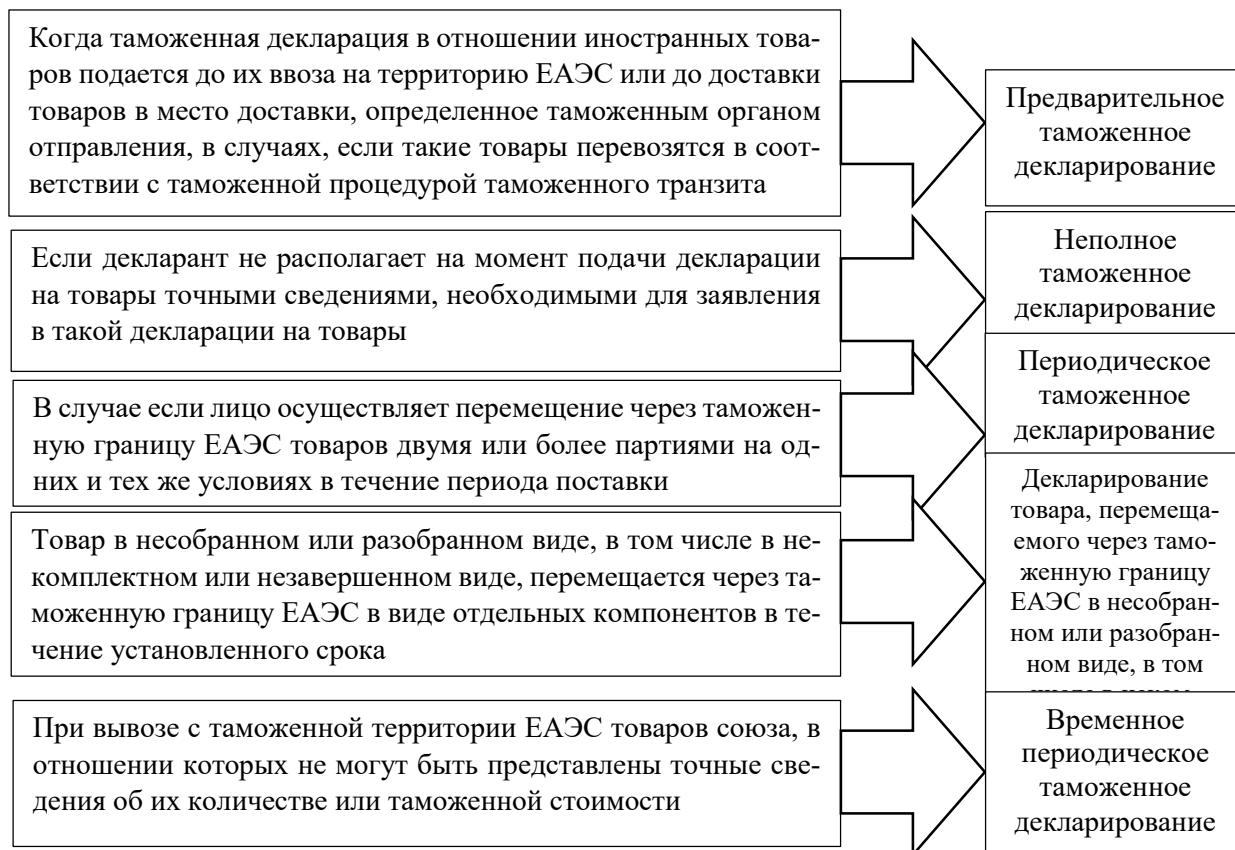 Когда таможенная декларация в отношении иностранных това-
ров подается до их ввоза на территорию ЕАЭС или до доставки
товаров в место доставки, определенное таможенным органом
отправления, в случаях, если такие товары перевозятся в соот-
ветствии с таможенной процедурой таможенного транзита
Предварительное
таможенное
декларирование
Если декларант не располагает на момент подачи декларации
на товары точными сведениями, необходимыми для заявления
в такой декларации на товары
Неполное
таможенное
декларирование
В случае если лицо осуществляет перемещение через таможен-
ную границу ЕАЭС товаров двумя или более партиями на од-
них и тех же условиях в течение периода поставки
Периодическое
таможенное
декларирование
Товар в несобранном или разобранном виде, в том числе в не-
комплектном или незавершенном виде, перемещается через та-
моженную границу ЕАЭС в виде отдельных компонентов в те-
чение установленного срока
Декларирование
товара, перемеща-
емого через тамо-
женную границу
ЕАЭС в несобран-
ном или разобран-
ном виде, в том
При вывозе с таможенной территории ЕАЭС товаров союза, в
отношении которых не могут быть представлены точные све-
дения об их количестве или таможенной стоимости
Временное
периодическое
таможенное
декларирование